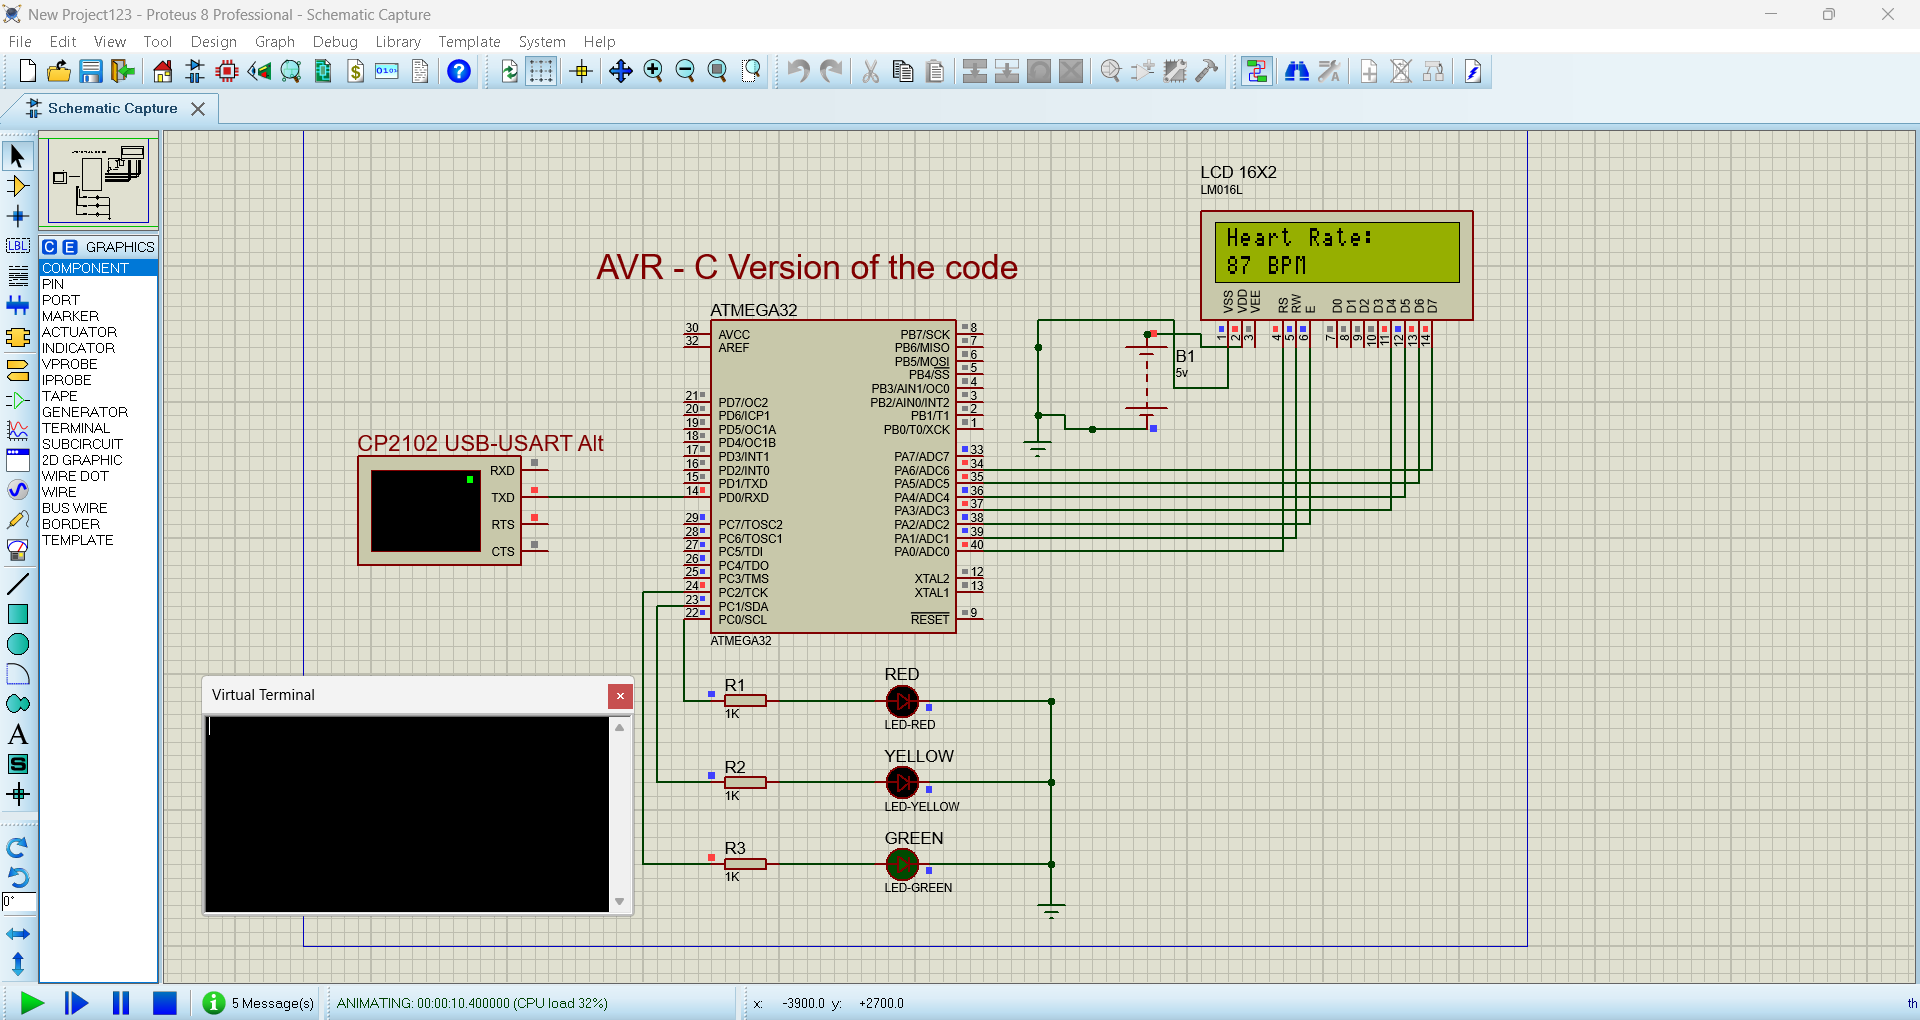 New Project123 - Proteus 8 Professional - Schematic Capture
File Edit View Tool Design Graph Debug Library Template System Help
Schematic Capture
LBL
C E GRAPHICS
COMPONENT
PIN
PORT
MARKER
ACTUATOR
INDICATOR
VPROBE
IPROBE
TAPE
GENERATOR
TERMINAL
SUBCIRCUIT
2D GRAPHIC
WIRE DOT
WIRE
BUS WIRE
BORDER
TEMPLATE
0°
LCD 16X2
LM016L
Heart Rate:
87 BPM
VSS VDD VEE RS RW E D0 D1 D2 D3 D4 D5 D6 D7
1 2 3 4 5 6 7 8 9 10 11 12 13 14
AVR - C Version of the code
B1
5v
ATMEGA32
30 AVCC PB7/SCK 8
32 AREF PB6/MISO 7
PB5/MOSI 6
PB4/SS 5
PB3/AIN1/OC0 4
21 PD7/OC2 PB2/AIN0/INT2 3
20 PD6/ICP1 PB1/T1 2
19 PD5/OC1A PB0/T0/XCK 1
18 PD4/OC1B
17 PD3/INT1 PA7/ADC7 33
16 PD2/INT0 PA6/ADC6 34
15 PD1/TXD PA5/ADC5 35
14 PD0/RXD PA4/ADC4 36
PA3/ADC3 37
29 PC7/TOSC2 PA2/ADC2 38
28 PC6/TOSC1 PA1/ADC1 39
27 PC5/TDI PA0/ADC0 40
26 PC4/TDO
25 PC3/TMS XTAL2 12
24 PC2/TCK XTAL1 13
23 PC1/SDA
22 PC0/SCL RESET 9
ATMEGA32
CP2102 USB-USART Alt
RXD
TXD
RTS
CTS
Virtual Terminal
R1
1K
RED
LED-RED
R2
1K
YELLOW
LED-YELLOW
R3
1K
GREEN
LED-GREEN
5 Message(s) ANIMATING: 00:00:10.400000 (CPU load 32%) x: -3900.0 y: +2700.0 th